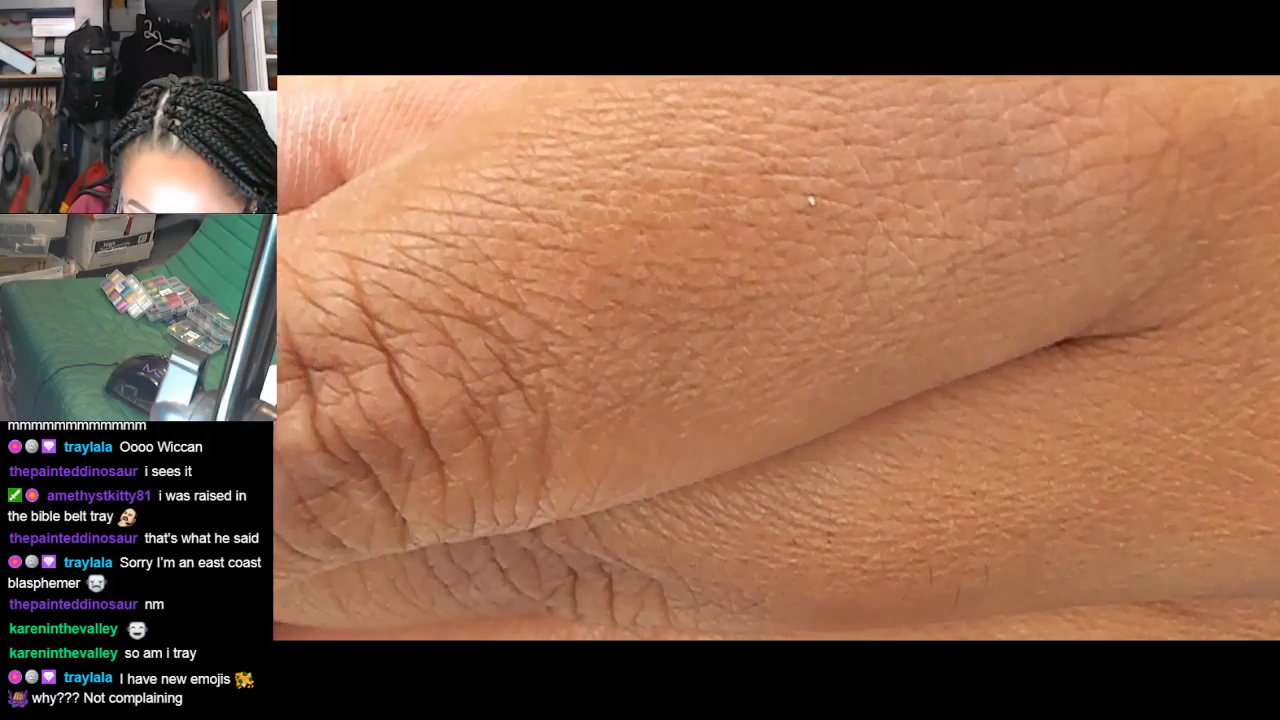 High
mmmmmmmmmmmmm
traylala Oooo Wiccan
thepainteddinosaur i sees it
amethystkitty81 i was raised in
the bible belt tray
thepainteddinosaur that's what he said
traylala Sorry I'm an east coast
blasphemer
thepainteddinosaur nm
kareninthevalley
kareninthevalley so am i tray
traylala I have new emojis
why??? Not complaining